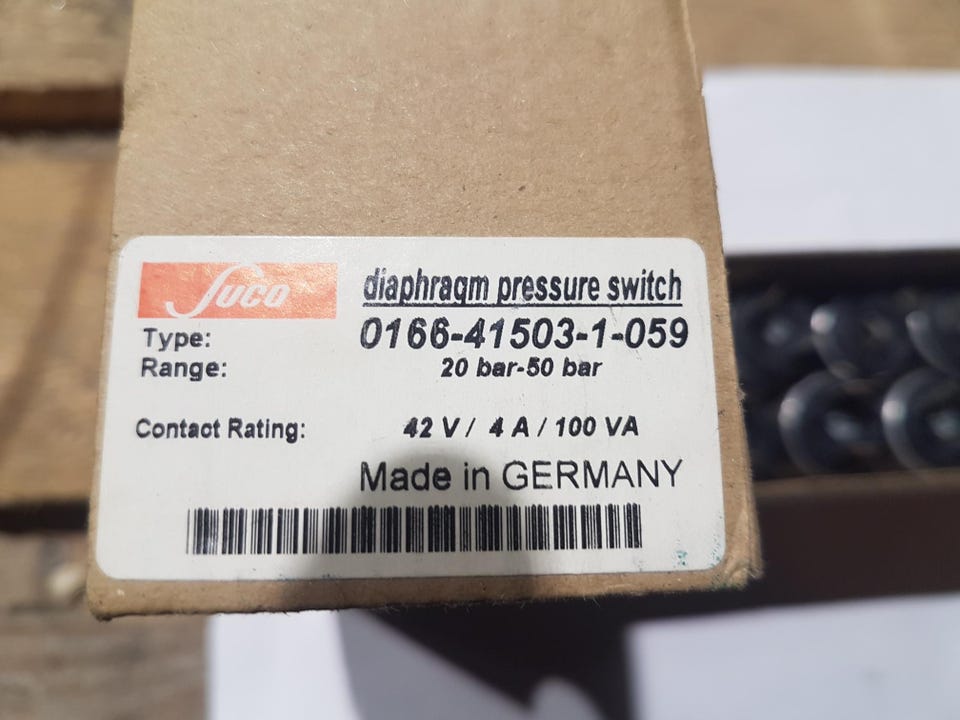 Suco
diaphragm pressure switch
Type: 0166-41503-1-059
Range: 20 bar-50 bar
Contact Rating: 42 V / 4 A / 100 VA
Made in GERMANY